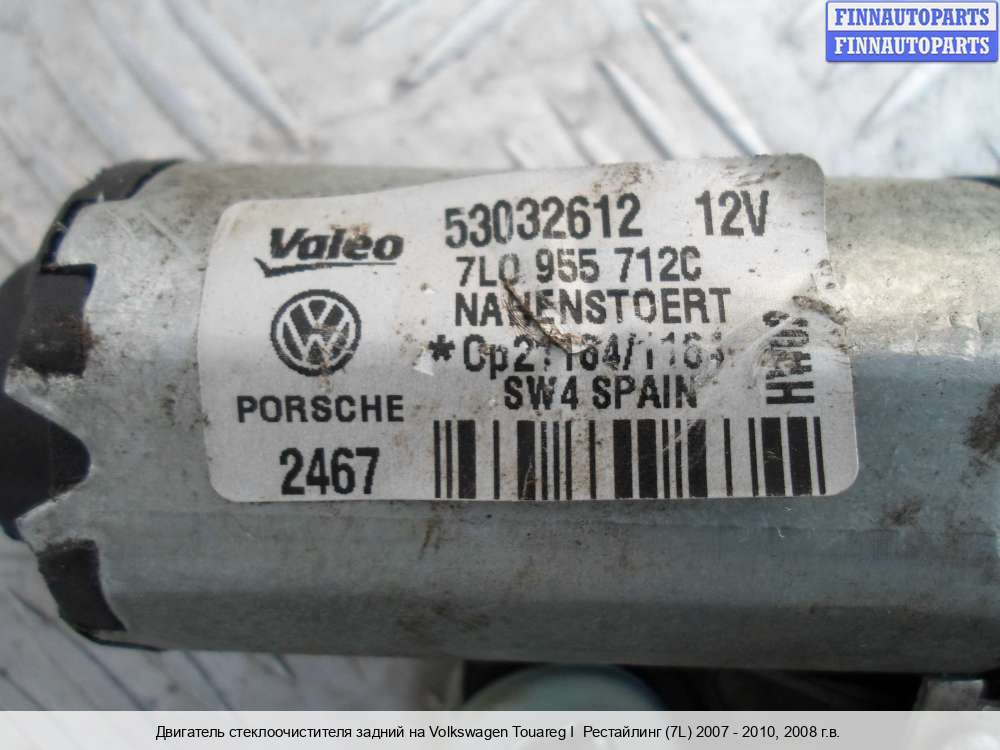 FINNAUTOPARTS
FINNAUTOPARTS
Valeo 53032612 12V
7L0 955 712C
PORSCHE
SW4 SPAIN
2467
Двигатель стеклоочистителя задний на Volkswagen Touareg I Рестайлинг (7L) 2007 - 2010, 2008 г.в.